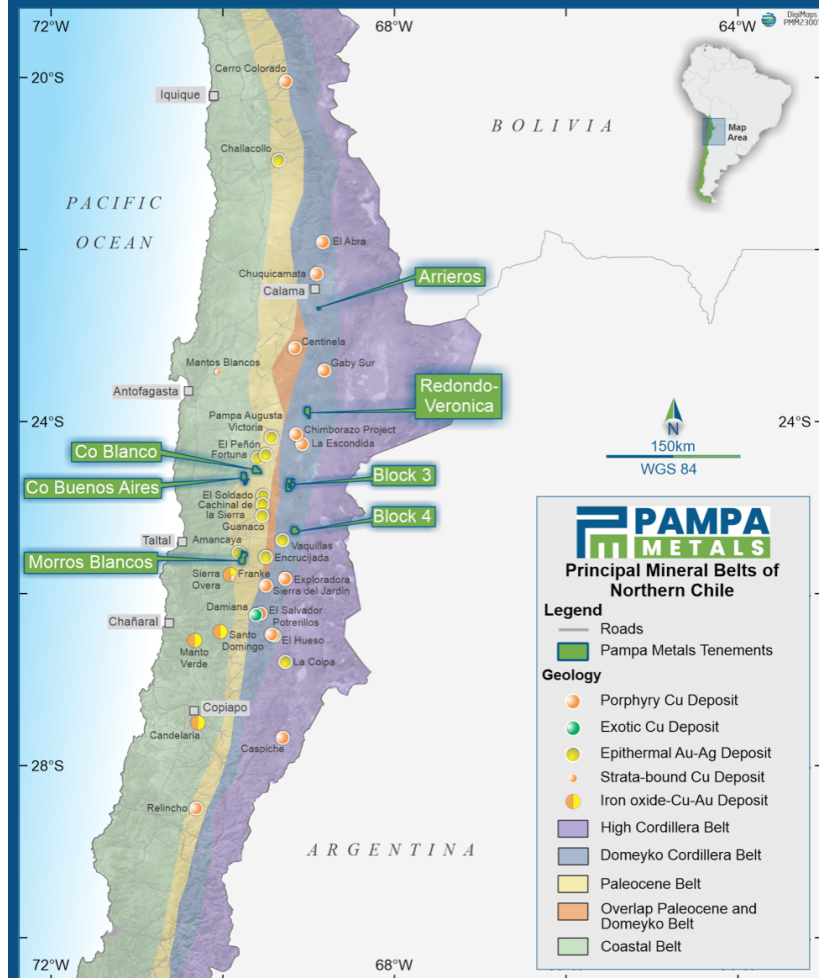 72°W
68°W
64°W
DigiMaps
PMM23001
20°S
Cerro Colorado
Iquique
BOLIVIA
Map
Area
Challacollo
PACIFIC
OCEAN
El Abra
Chuquicamata
Calama
Arrieros
Centinela
Mantos Blancos
Gaby Sur
Antofagasta
Redondo-
Veronica
24°S
24°S
Pampa Augusta
Victoria
Chimborazo Project
La Escondida
N
150km
WGS 84
El Peñón
Fortuna
Co Blanco
Co Buenos Aires
Block 3
El Soldado
Cachinal de
la Sierra
Guanaco
Block 4
Taltal
Amancaya
Vaquillas
Encrucijada
Morros Blancos
Sierra
Overa
Franke
Exploradora
Sierra del Jardín
Damiana
El Salvador
Potrerillos
Chañaral
Santo
Domingo
El Hueso
Manto
Verde
La Coipa
Copiapo
Candelaria
Caspiche
28°S
Relincho
ARGENTINA
72°W
68°W
PAMPA
METALS
Principal Mineral Belts of
Northern Chile
Legend
Roads
Pampa Metals Tenements
Geology
Porphyry Cu Deposit
Exotic Cu Deposit
Epithermal Au-Ag Deposit
Strata-bound Cu Deposit
Iron oxide-Cu-Au Deposit
High Cordillera Belt
Domeyko Cordillera Belt
Paleocene Belt
Overlap Paleocene and
Domeyko Belt
Coastal Belt